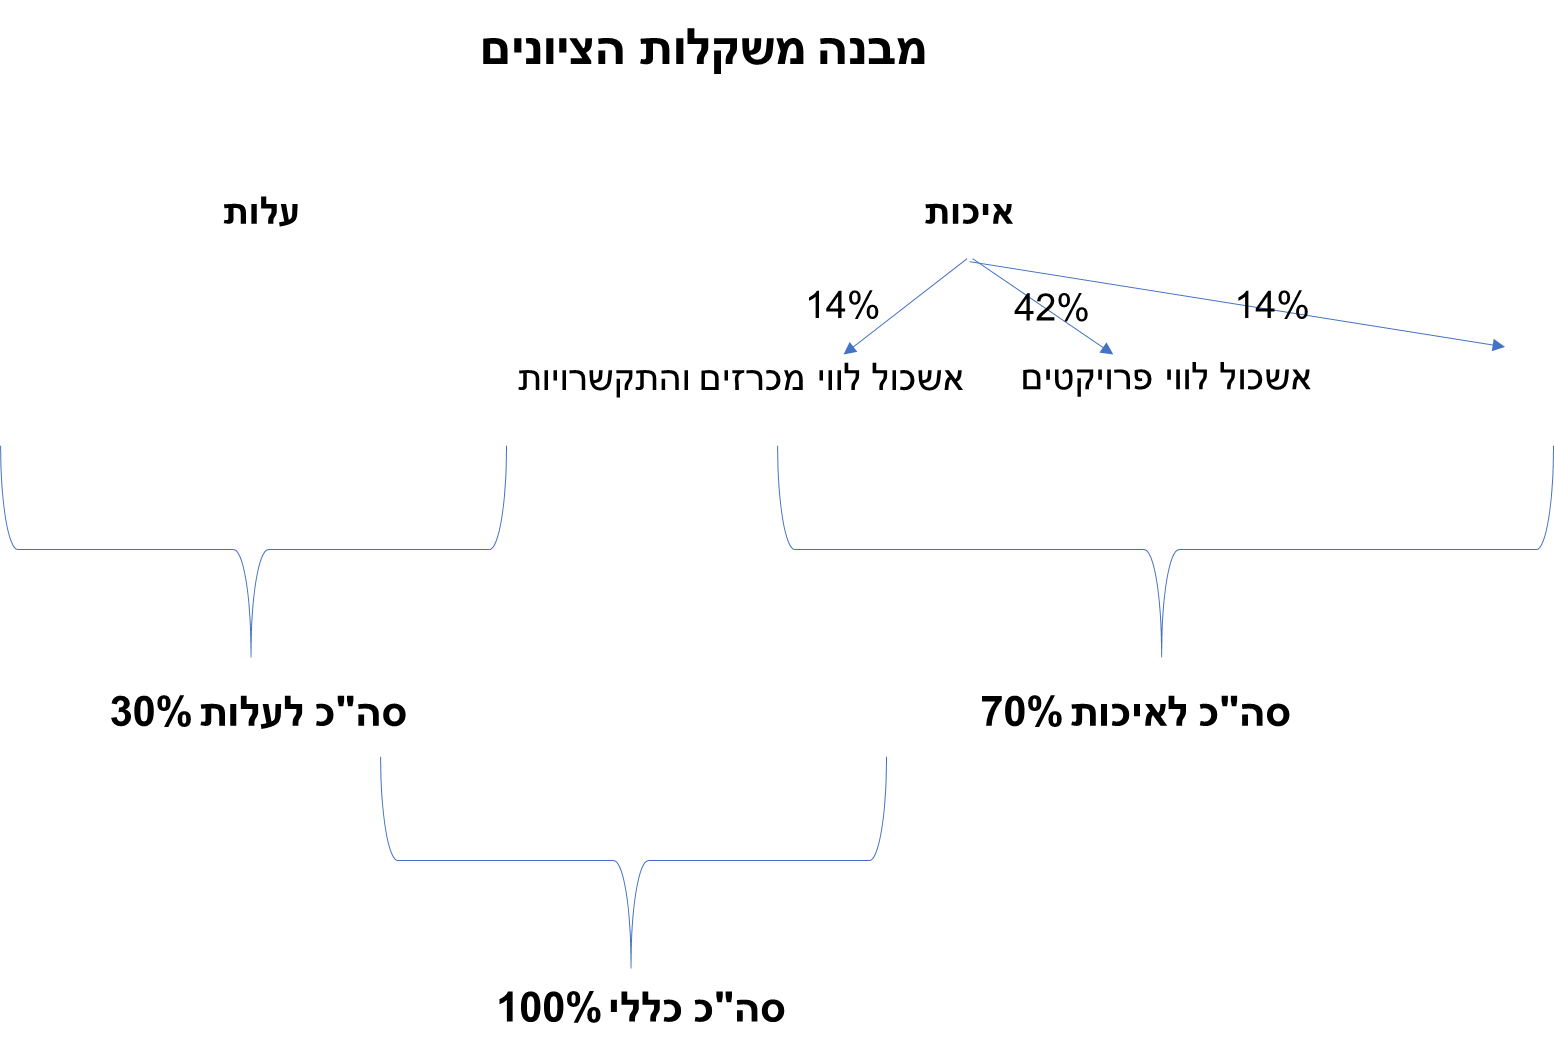 מבנה משקלות הציונים
איכות
עלות
14%
42%
14%
אשכול לווי פרויקטים
אשכול לווי מכרזים והתקשרויות
סה"כ לאיכות 70%
סה"כ לעלות 30%
סה"כ כללי 100%